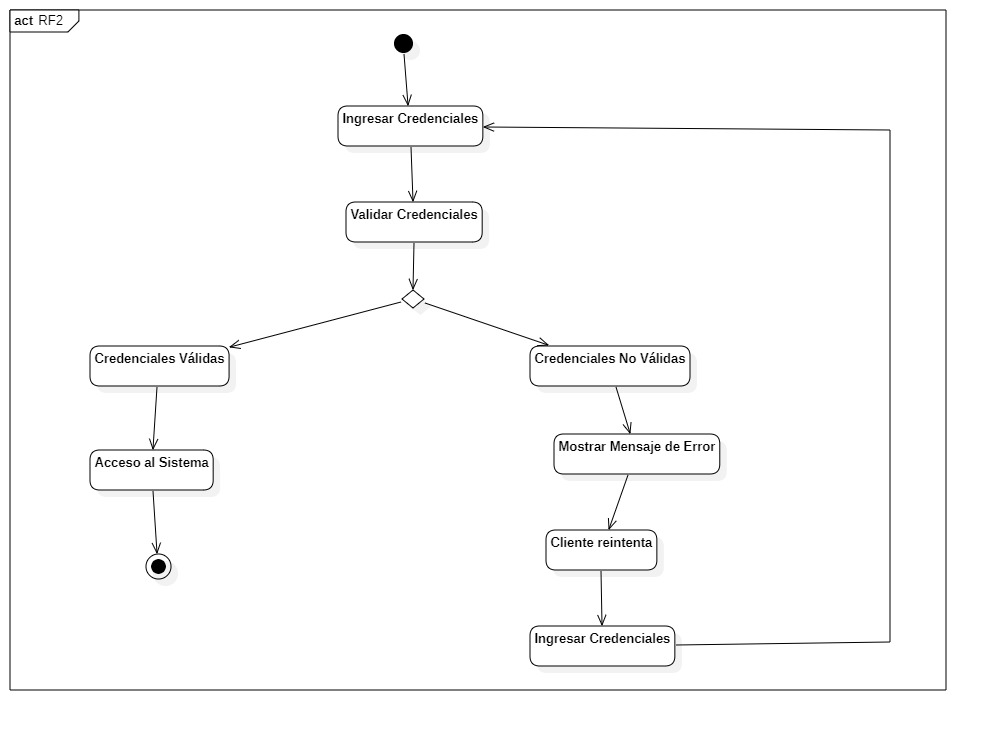 act RF2
Ingresar Credenciales
Validar Credenciales
Credenciales Válidas
Credenciales No Válidas
Mostrar Mensaje de Error
Acceso al Sistema
Cliente reintenta
Ingresar Credenciales